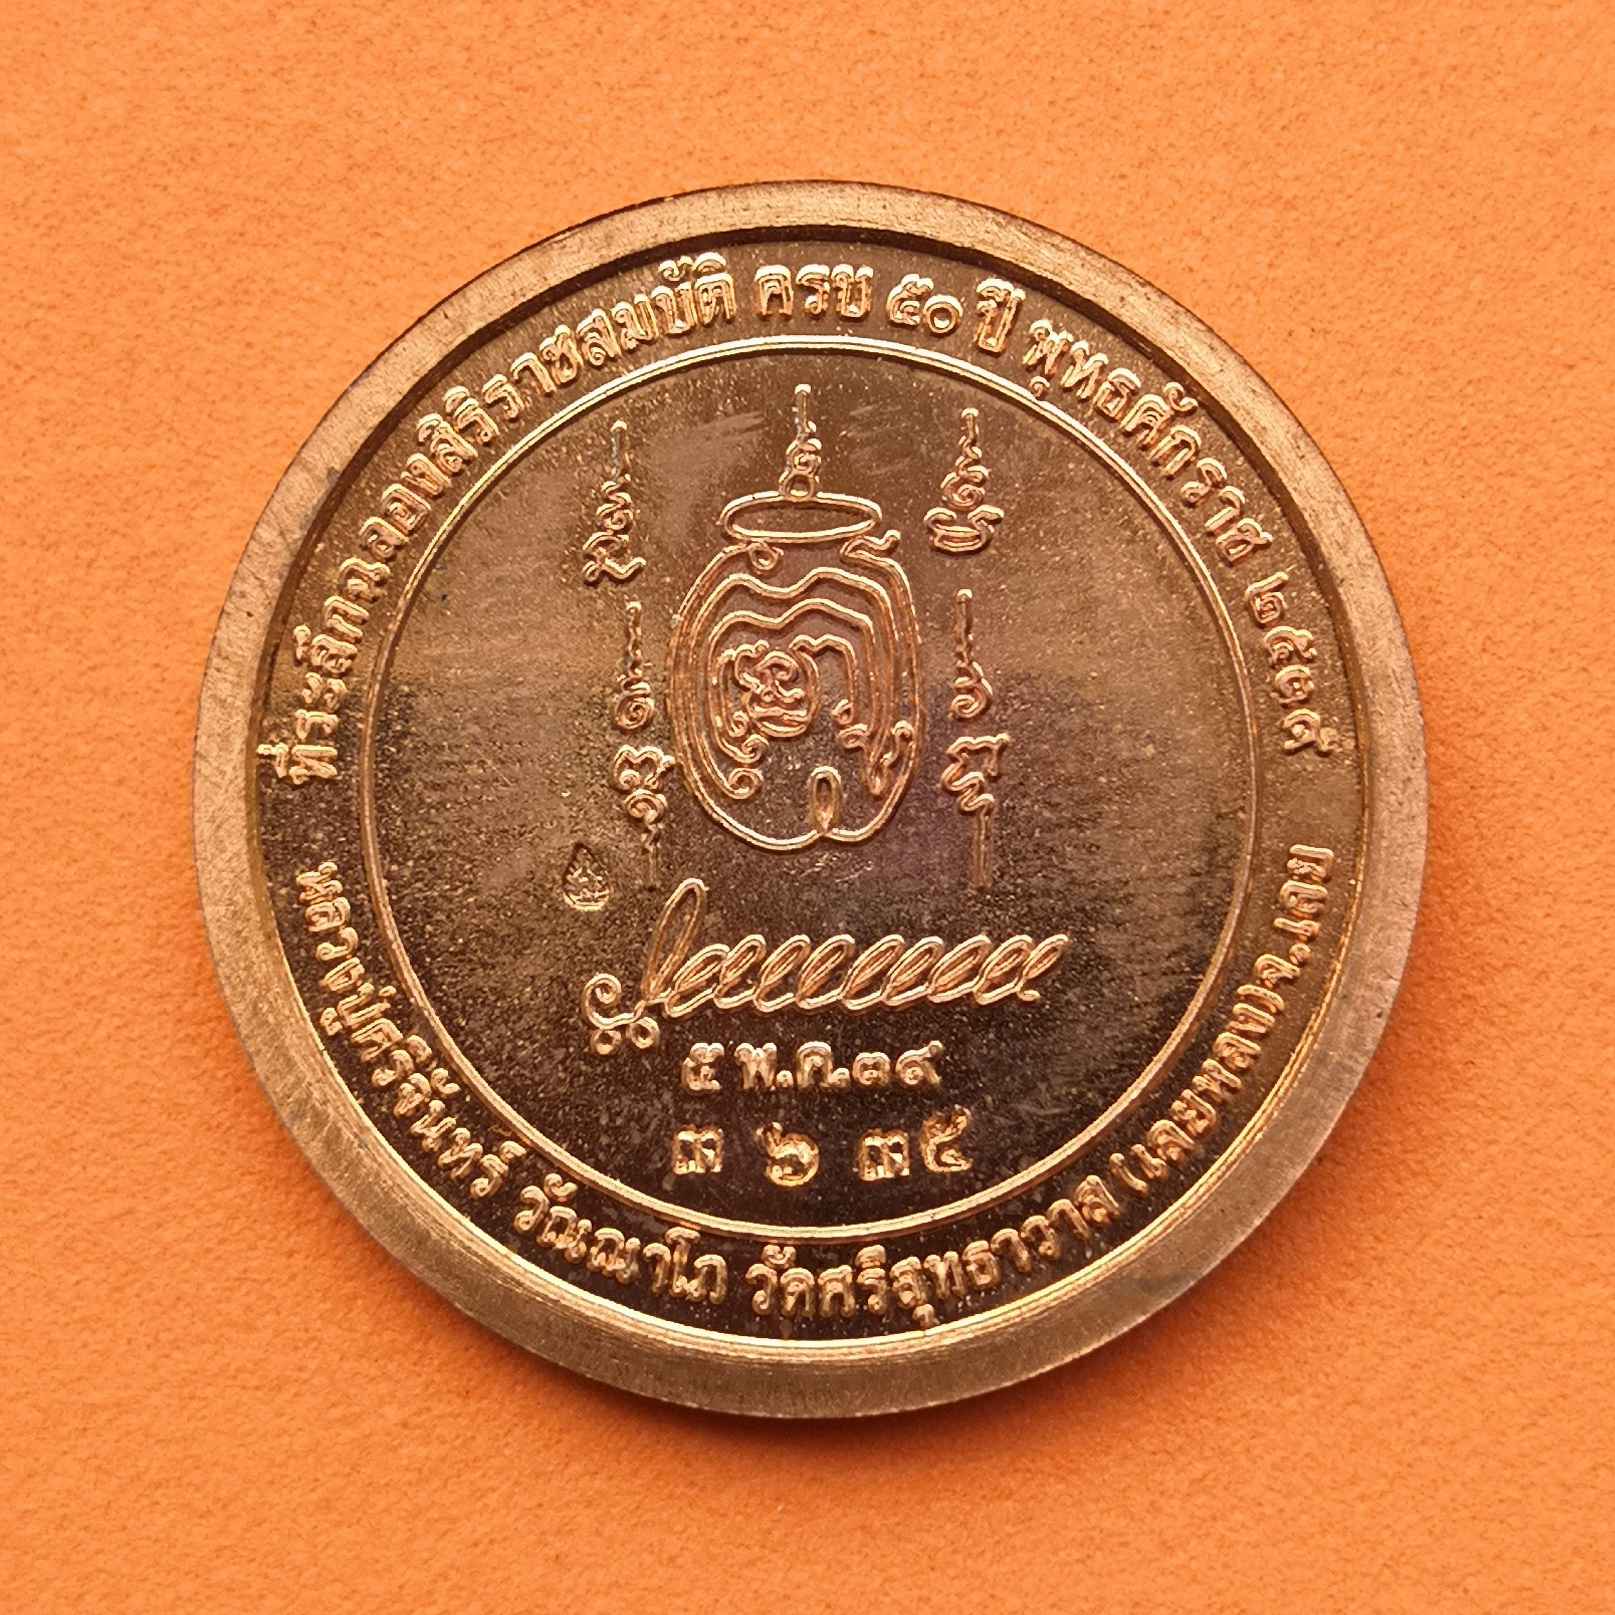 ที่ระลึกฉลองสิริราชสมบัติ ครบ ๕๐ ปี พุทธศักราช ๒๕๓๙
๕ พ.ค.๓๙
๓ ๖ ๓๕
หลวงปู่ศรีจันทร์ วัณณาโภ วัดศรีสุทธาวาส (เลยหลง) จ.เลย